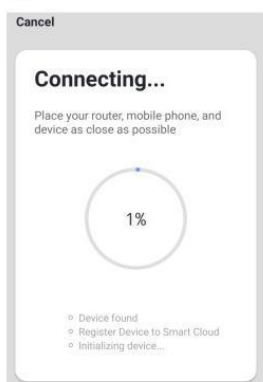 Cancel
Connecting...
Place your router, mobile phone, and
device as close as possible
1%
Device found
Register Device to Smart Cloud
Initializing device...